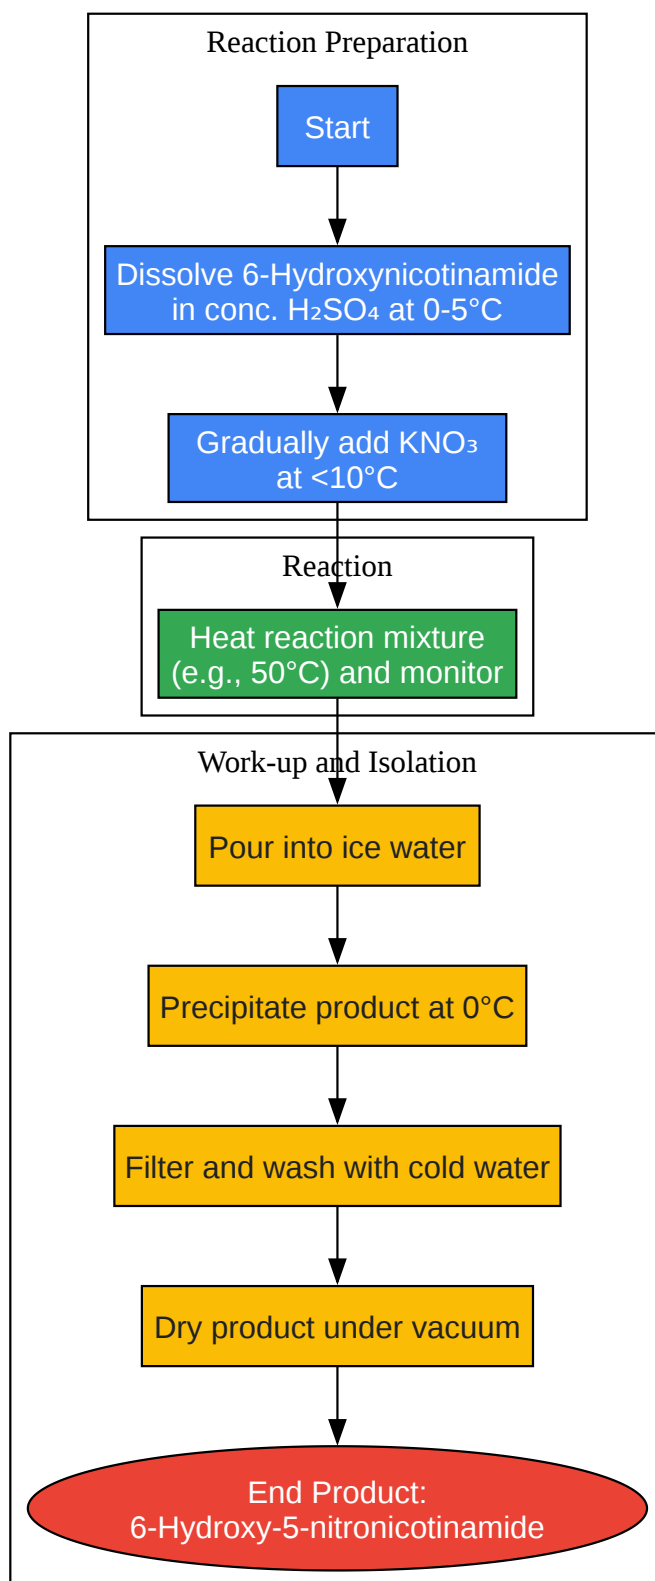 Reaction Preparation
Start
Dissolve 6-Hydroxynicotinamide
in conc. H₂SO₄ at 0-5°C
Gradually add KNO₃
at <10°C
Reaction
Heat reaction mixture
(e.g., 50°C) and monitor
Work-up and Isolation
Pour into ice water
Precipitate product at 0°C
Filter and wash with cold water
Dry product under vacuum
End Product:
6-Hydroxy-5-nitronicotinamide